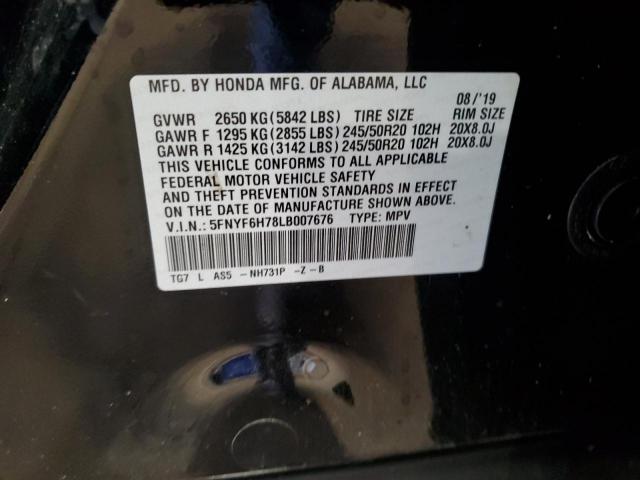 MFD. BY HONDA MFG. OF ALABAMA, LLC
08/'19
GVWR 2650 KG(5842 LBS) TIRE SIZE RIM SIZE
GAWR F 1295 KG(2855 LBS)245/50R20 102H 20X8.0J
GAWR R 1425 KG(3142 LBS)245/50R20 102H 20X8.0J
THIS VEHICLE CONFORMS TO ALL APPLICABLE
FEDERAL MOTOR VEHICLE SAFETY
AND THEFT PREVENTION STANDARDS IN EFFECT
ON THE DATE OF MANUFACTURE SHOWN ABOVE.
V.I.N.: 5FNYF6H78LB007676 TYPE: MPV
TG7 L AS5 -NH731P -Z -B